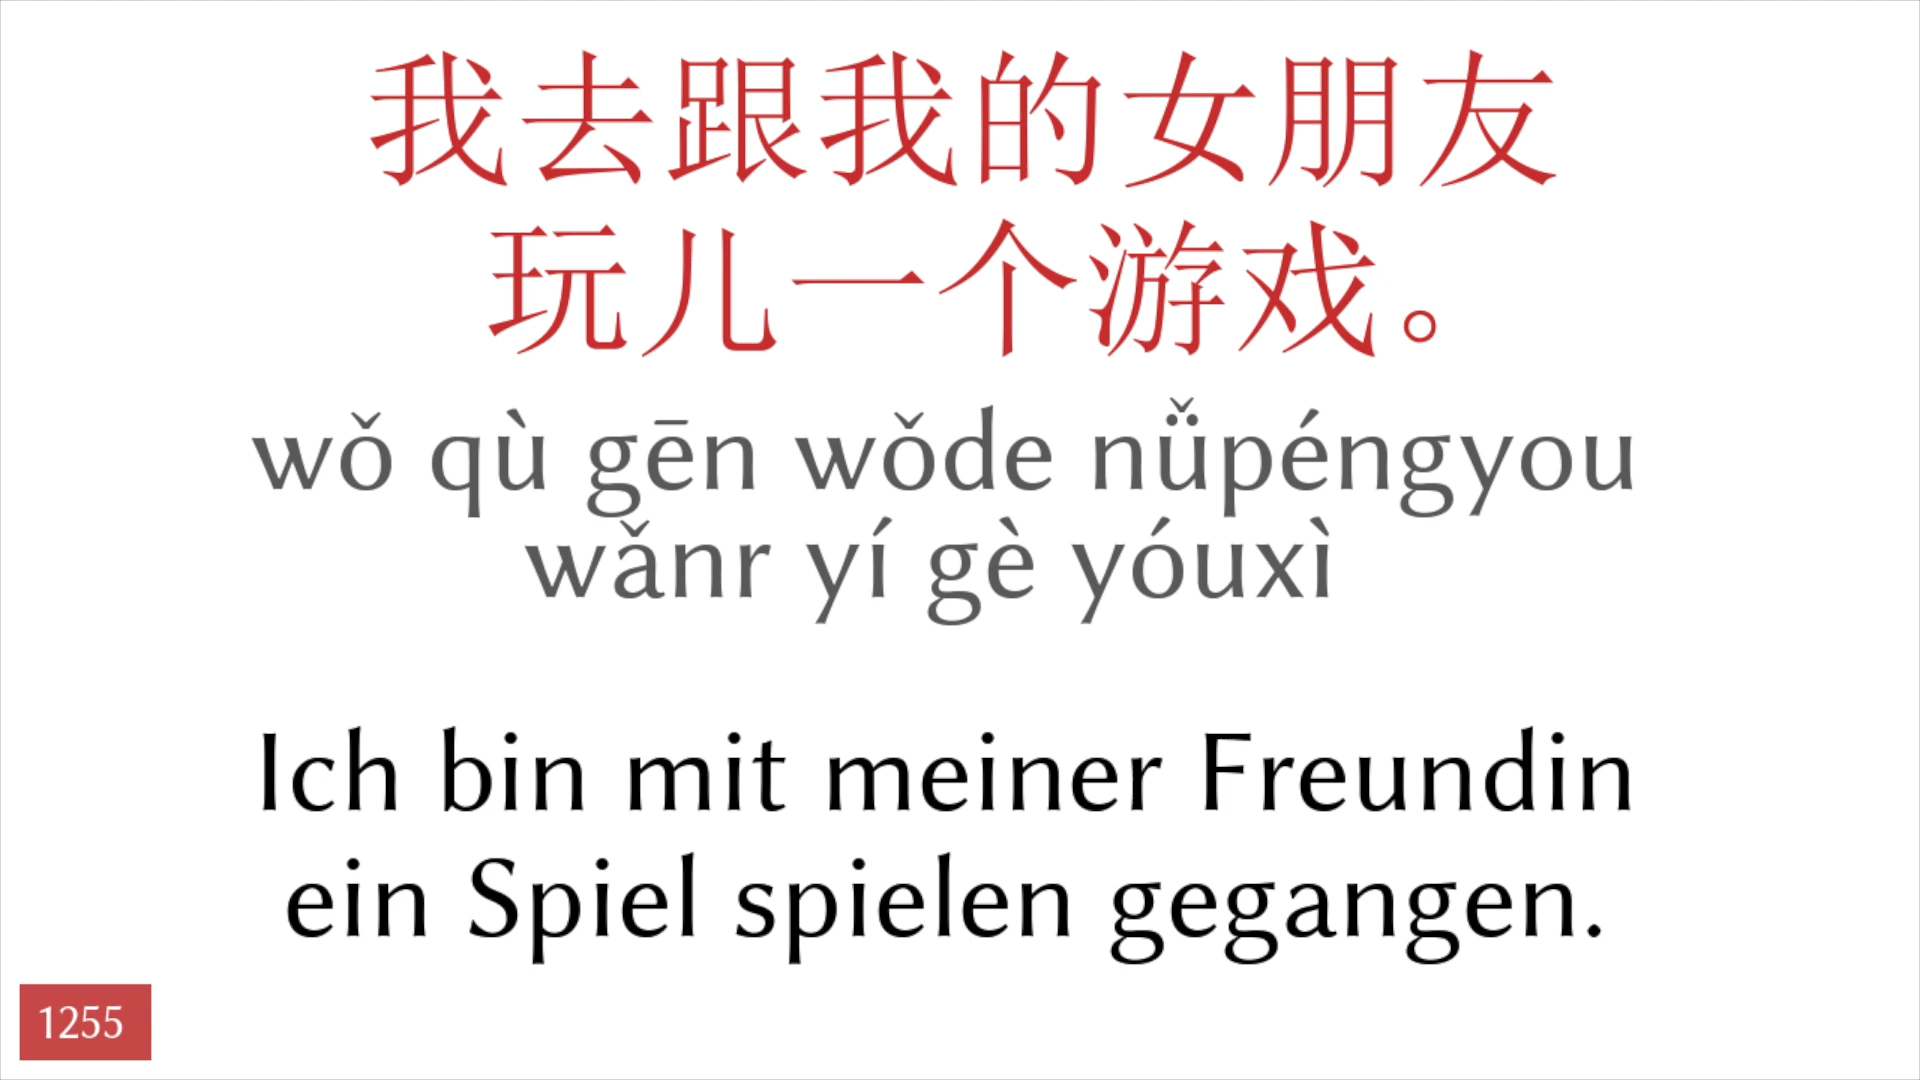 我去跟我的女朋友
玩儿一个游戏。
wǒ qù gēn wǒde nǚpéngyou
wǎnr yí gè yóuxì
Ich bin mit meiner Freundin
ein Spiel spielen gegangen.
1255